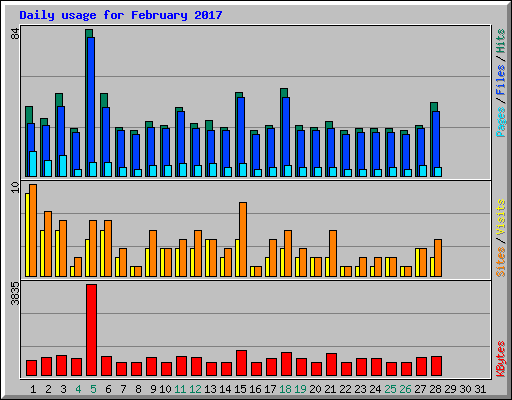 Daily usage for February 2017
84
Pages / Files / Hits
10
Sites / Visits
3835
KBytes
1 2 3 4 5 6 7 8 9 10 11 12 13 14 15 16 17 18 19 20 21 22 23 24 25 26 27 28 29 30 31